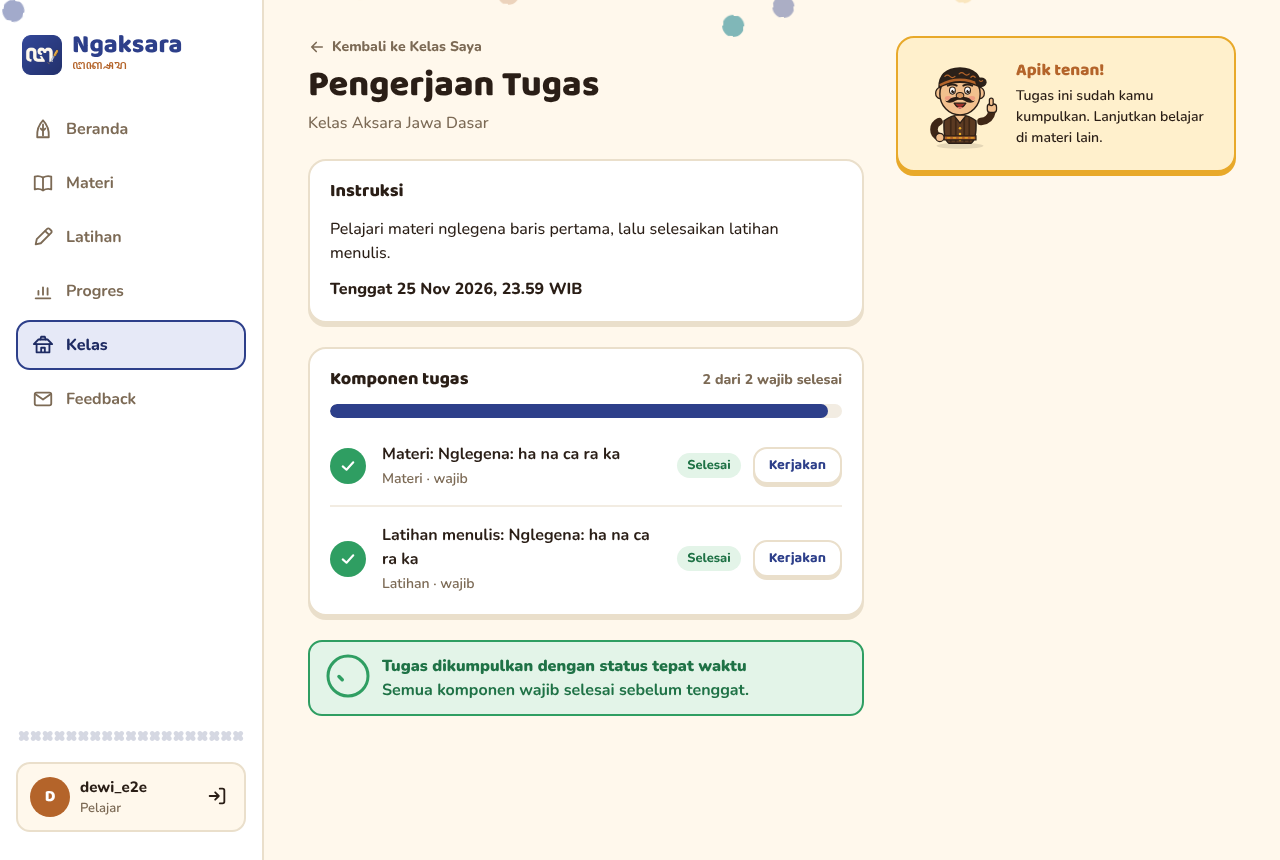 Ngaksara
Beranda
Materi
Latihan
Progres
Kelas
Feedback
D
dewi_e2e
Pelajar
Kembali ke Kelas Saya
Pengerjaan Tugas
Kelas Aksara Jawa Dasar
Instruksi
Pelajari materi nglegena baris pertama, lalu selesaikan latihan
menulis.
Tenggat 25 Nov 2026, 23.59 WIB
Komponen tugas
2 dari 2 wajib selesai
Materi: Nglegena: ha na ca ra ka
Materi · wajib
Selesai
Kerjakan
Latihan menulis: Nglegena: ha na ca
ra ka
Latihan · wajib
Selesai
Kerjakan
Tugas dikumpulkan dengan status tepat waktu
Semua komponen wajib selesai sebelum tenggat.
Apik tenan!
Tugas ini sudah kamu
kumpulkan. Lanjutkan belajar
di materi lain.